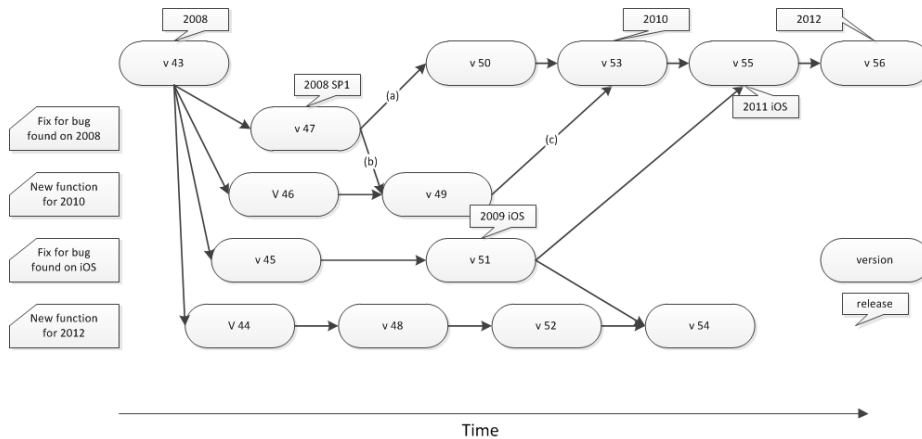 2008
2010
2012
v 43
v 50
v 53
v 55
v 56
2008 SP1
(a)
2011 iOS
Fix for bug
found on 2008
v 47
(b)
(c)
New function
for 2010
V 46
v 49
2009 iOS
Fix for bug
found on iOS
v 45
v 51
version
release
New function
for 2012
V 44
v 48
v 52
v 54
Time